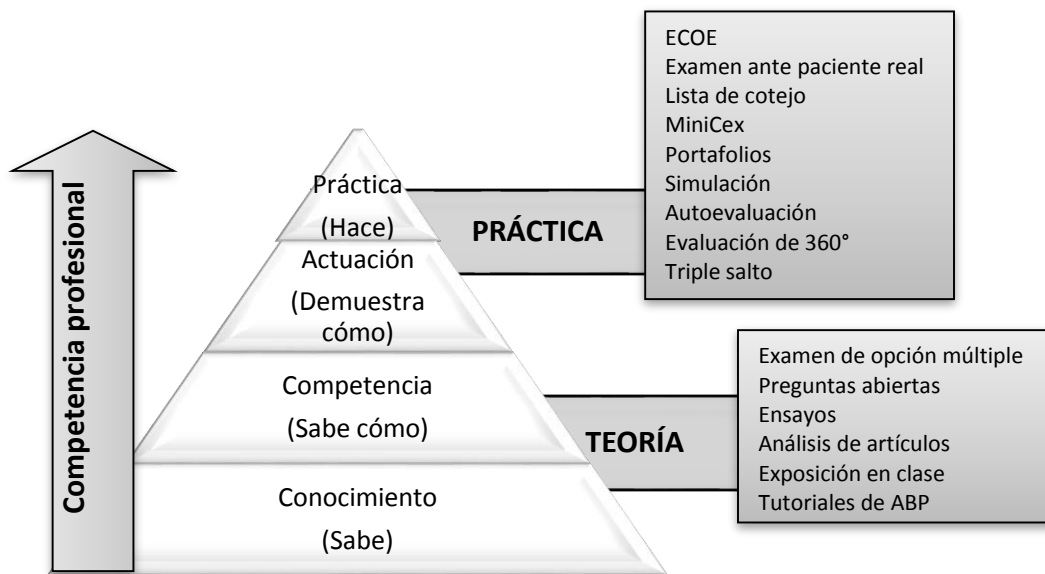 Competencia profesional
Práctica
(Hace)
Actuación
(Demuestra
cómo)
Competencia
(Sabe cómo)
Conocimiento
(Sabe)
PRÁCTICA
ECOE
Examen ante paciente real
Lista de cotejo
MiniCex
Portafolios
Simulación
Autoevaluación
Evaluación de 360°
Triple salto
TEORÍA
Examen de opción múltiple
Preguntas abiertas
Ensayos
Análisis de artículos
Exposición en clase
Tutoriales de ABP